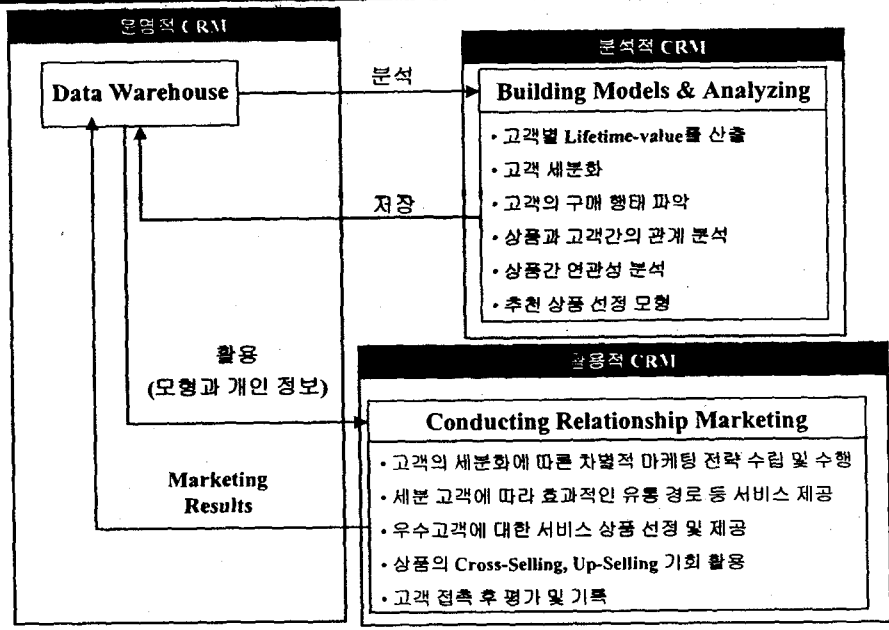 운영적 CRM
Data Warehouse
분석
저장
활용
(모형과 개인 정보)
Marketing
Results
분석적 CRM
Building Models & Analyzing
• 고객별 Lifetime-value를 산출
• 고객 세분화
• 고객의 구매 행태 파악
• 상품과 고객간의 관계 분석
• 상품간 연관성 분석
• 추천 상품 선정 모형
활용적 CRM
Conducting Relationship Marketing
• 고객의 세분화에 따른 차별적 마케팅 전략 수립 및 수행
• 세분 고객에 따라 효과적인 유통 경로 등 서비스 제공
• 우수고객에 대한 서비스 상품 선정 및 제공
• 상품의 Cross-Selling, Up-Selling 기회 활용
• 고객 접촉 후 평가 및 기록